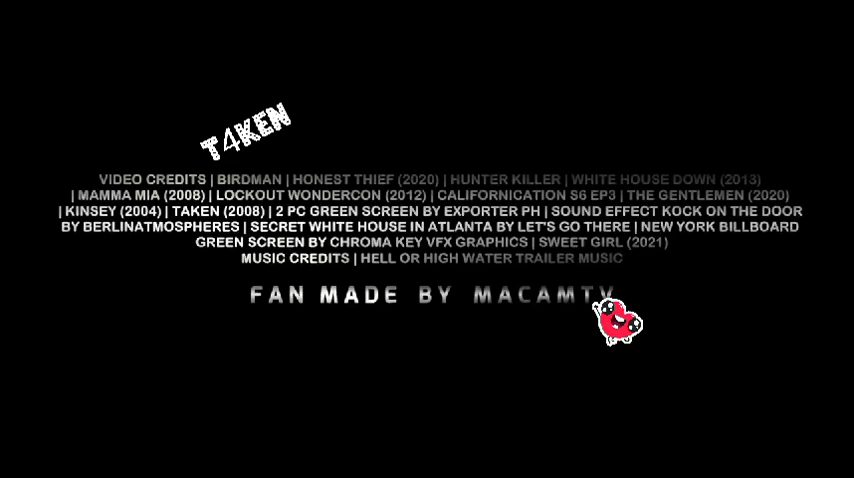 T4KEN
VIDEO CREDITS | BIRDMAN | HONEST THIEF (2020) | HUNTER KILLER | WHITE HOUSE DOWN (2013)
| MAMMA MIA (2008) | LOCKOUT WONDERCON (2012) | CALIFORNICATION S6 EP3 | THE GENTLEMEN (2020)
| KINSEY (2004) | TAKEN (2008) | 2 PC GREEN SCREEN BY EXPORTER PH | SOUND EFFECT KOCK ON THE DOOR
BY BERLINATMOSPHERES | SECRET WHITE HOUSE IN ATLANTA BY LET'S GO THERE | NEW YORK BILLBOARD
GREEN SCREEN BY CHROMA KEY VFX GRAPHICS | SWEET GIRL (2021)
MUSIC CREDITS | HELL OR HIGH WATER TRAILER MUSIC
FAN MADE BY MACAMTV